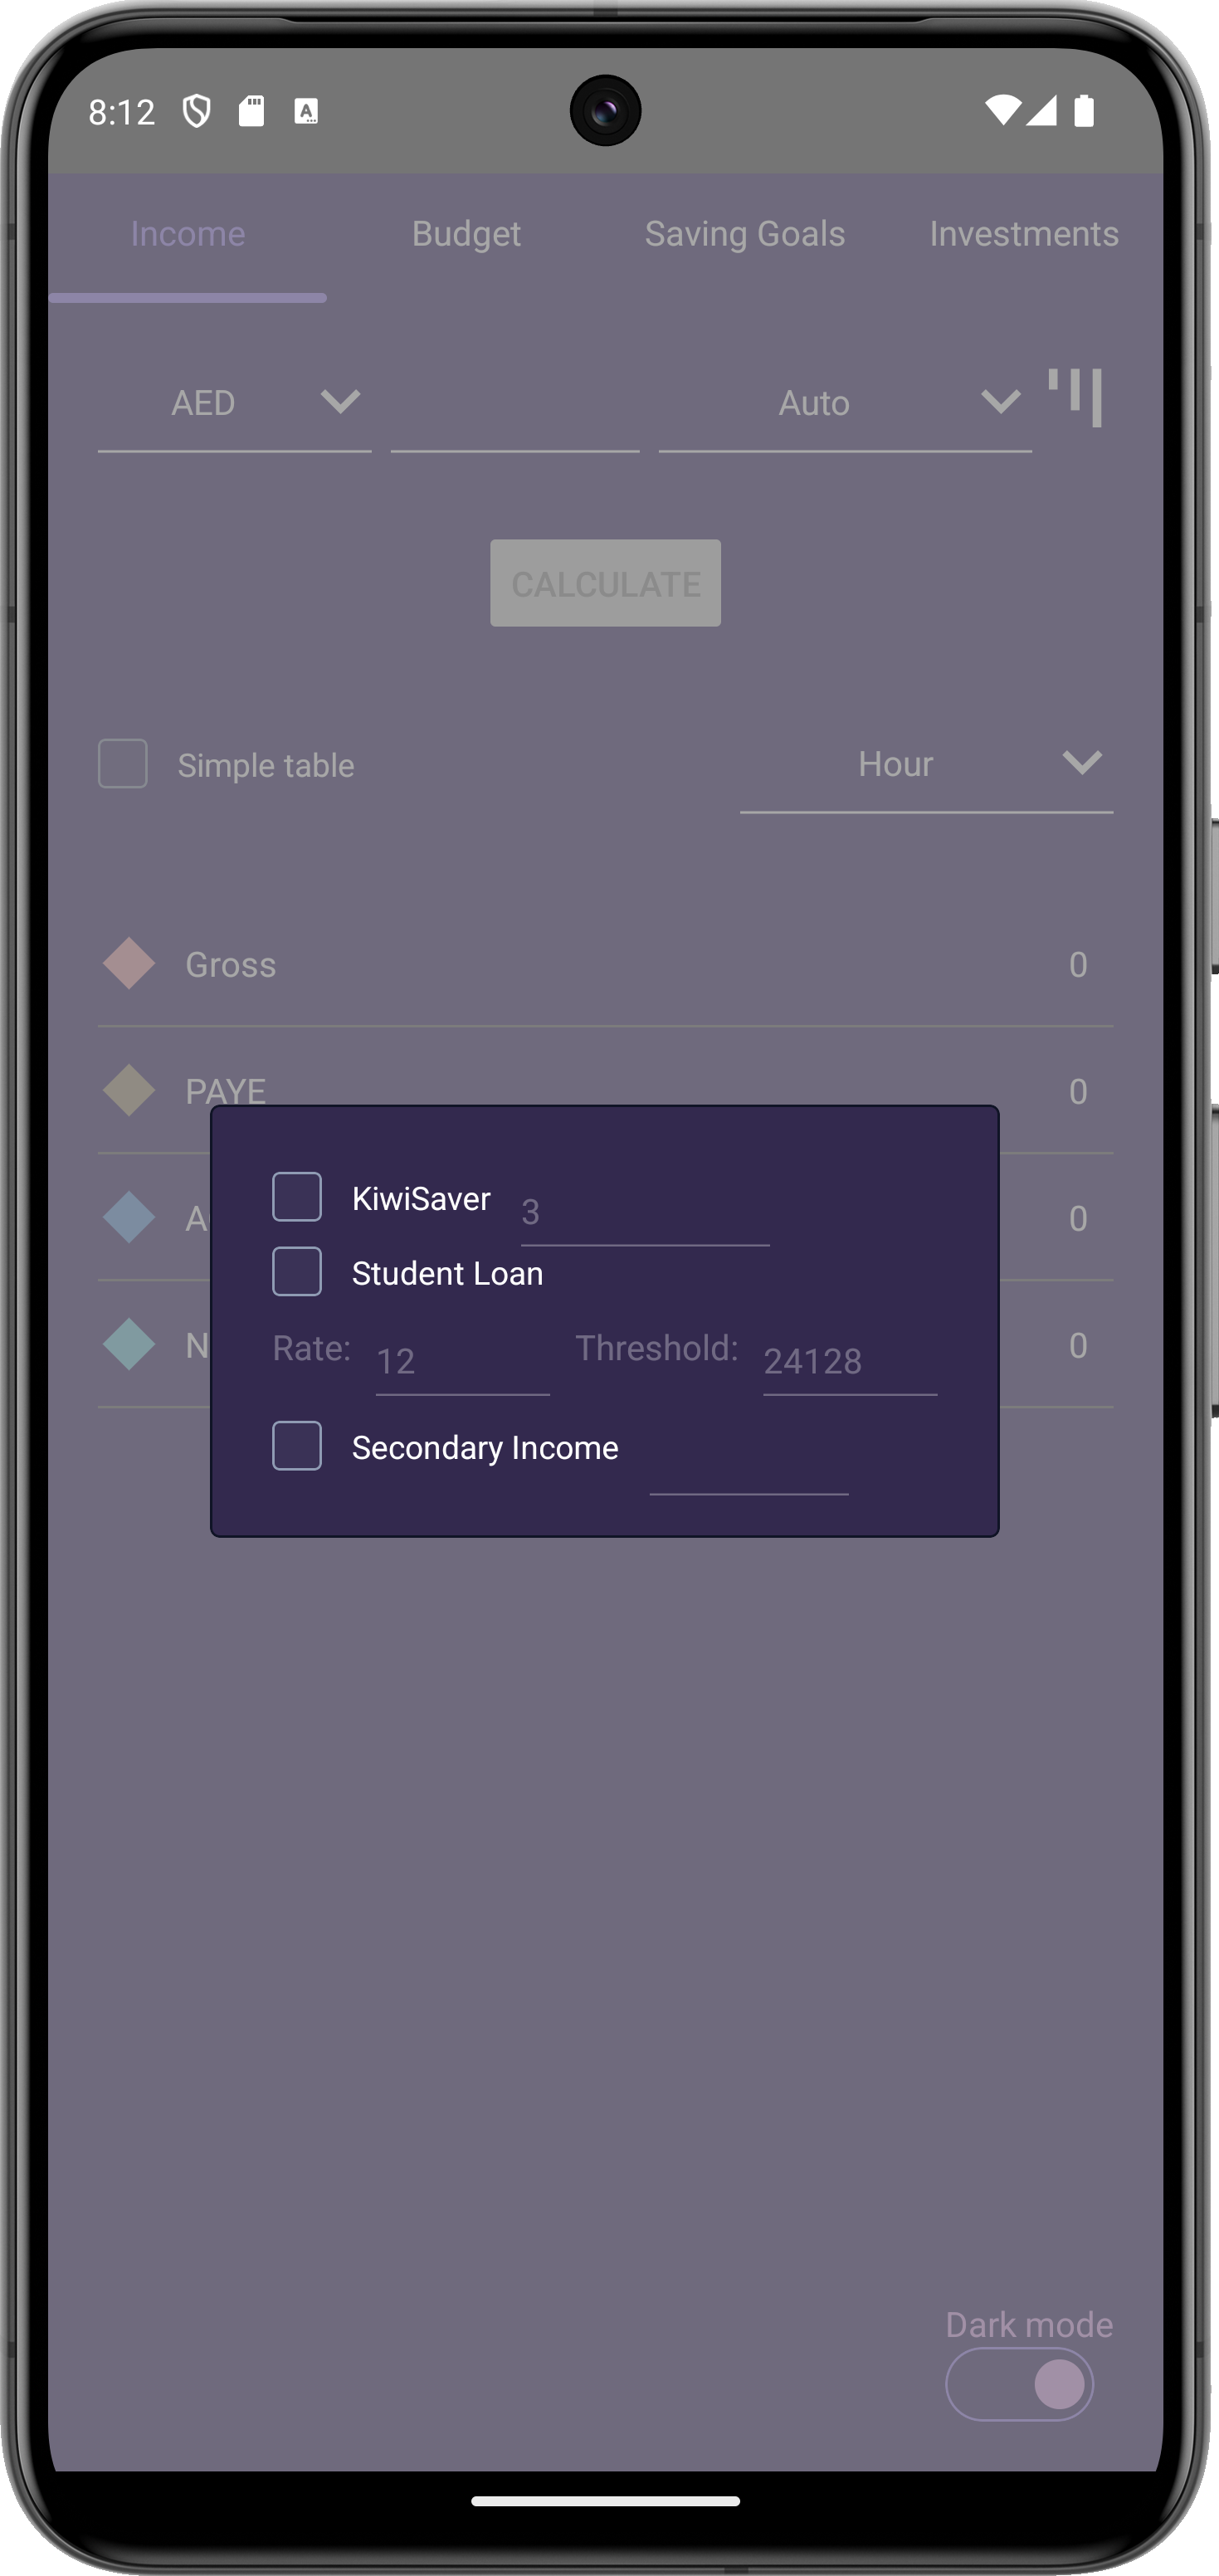 8:12
Income Budget Saving Goals Investments
AED Auto
CALCULATE
Simple table Hour
Gross 0
PAYE 0
A 0
N 0
KiwiSaver 3
Student Loan
Rate: 12 Threshold: 24128
Secondary Income
Dark mode